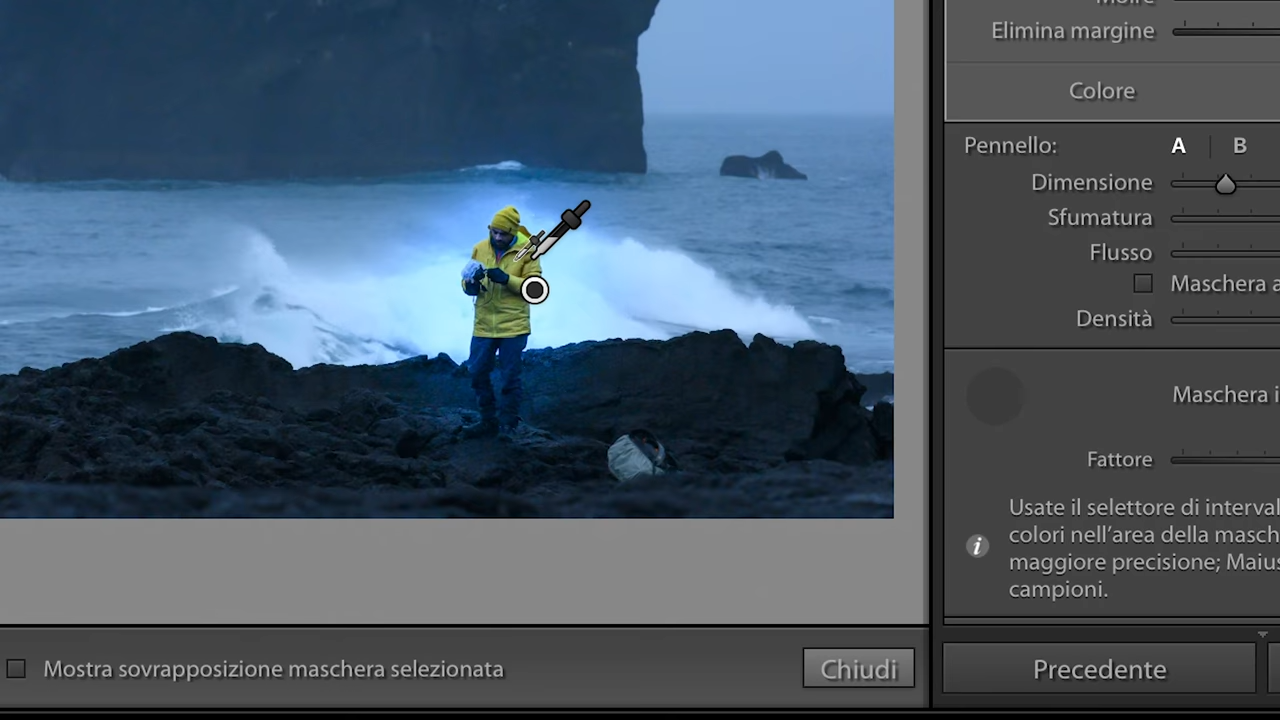 Moire
Elimina margine
Colore
Pennello: A B
Dimensione
Sfumatura
Flusso
Maschera a
Densità
Maschera i
Fattore
Usate il selettore di interval
colori nell'area della masch
maggiore precisione; Maius
campioni.
Mostra sovrapposizione maschera selezionata
Chiudi
Precedente